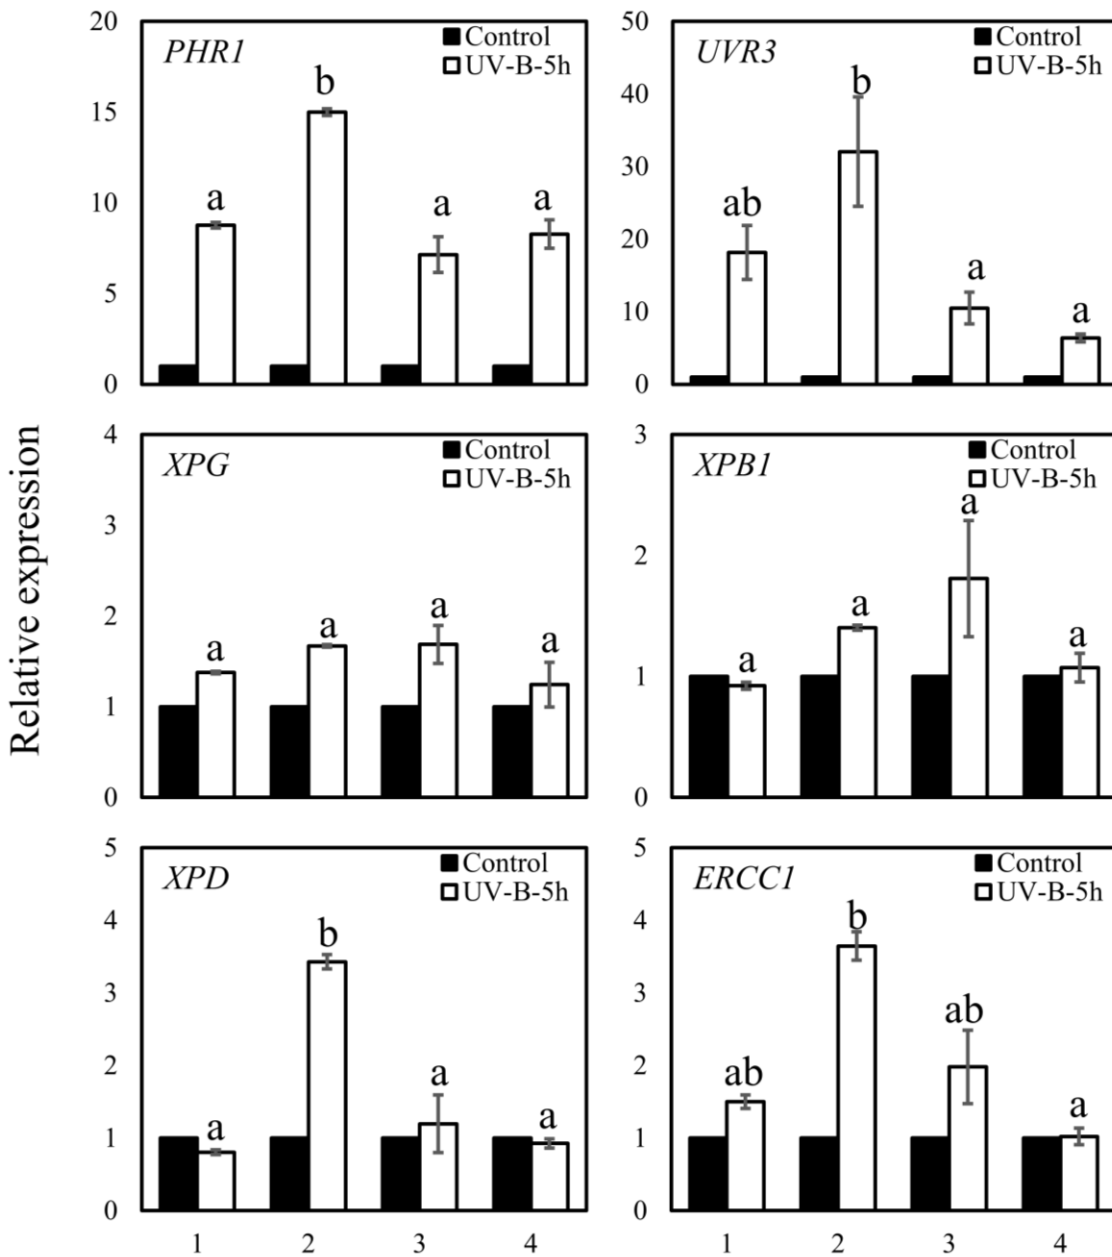 Relative expression
PHR1
Control
UV-B-5h
20
15
10
5
0
a
b
a
a
UVR3
Control
UV-B-5h
50
40
30
20
10
0
ab
b
a
a
XPG
Control
UV-B-5h
4
3
2
1
0
a
a
a
a
XPB1
Control
UV-B-5h
3
2
1
0
a
a
a
a
XPD
Control
UV-B-5h
5
4
3
2
1
0
a
b
a
a
1 2 3 4
ERCC1
Control
UV-B-5h
5
4
3
2
1
0
ab
b
ab
a
1 2 3 4